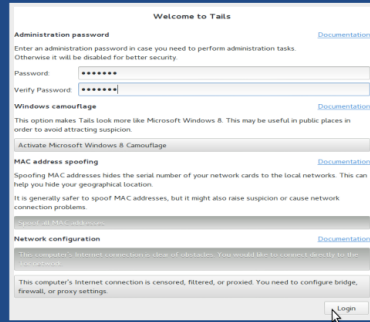 Welcome to Tails
Administration password
Documentation
Enter an administration password in case you need to perform administration tasks.
Otherwise it will be disabled for better security.
Password:
Verify Password:
Windows camouflage
Documentation
This option makes Tails look more like Microsoft Windows 8. This may be useful in public places in
order to avoid attracting suspicion.
Activate Microsoft Windows 8 Camouflage
MAC address spoofing
Documentation
Spoofing MAC addresses hides the serial number of your network cards to the local networks. This can
help you hide your geographical location.
It is generally safer to spoof MAC addresses, but it might also raise suspicion or cause network
connection problems.
Spoof all MAC addresses
Network configuration
Documentation
This computer's Internet connection is clear of obstacles. You would like to connect directly to the
Tor network.
This computer's Internet connection is censored, filtered, or proxied. You need to configure bridge,
firewall, or proxy settings.
Login